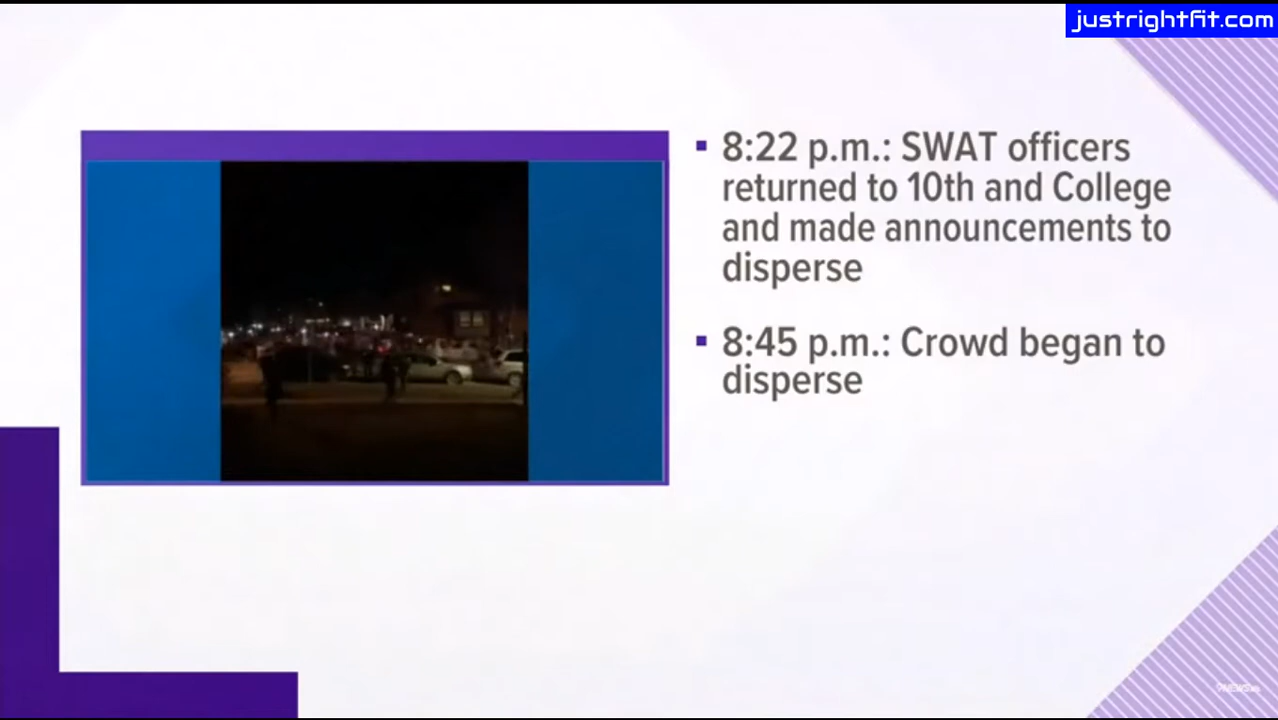 justrightfit.com
▪ 8:22 p.m.: SWAT officers
returned to 10th and College
and made announcements to
disperse
▪ 8:45 p.m.: Crowd began to
disperse
9NEWS